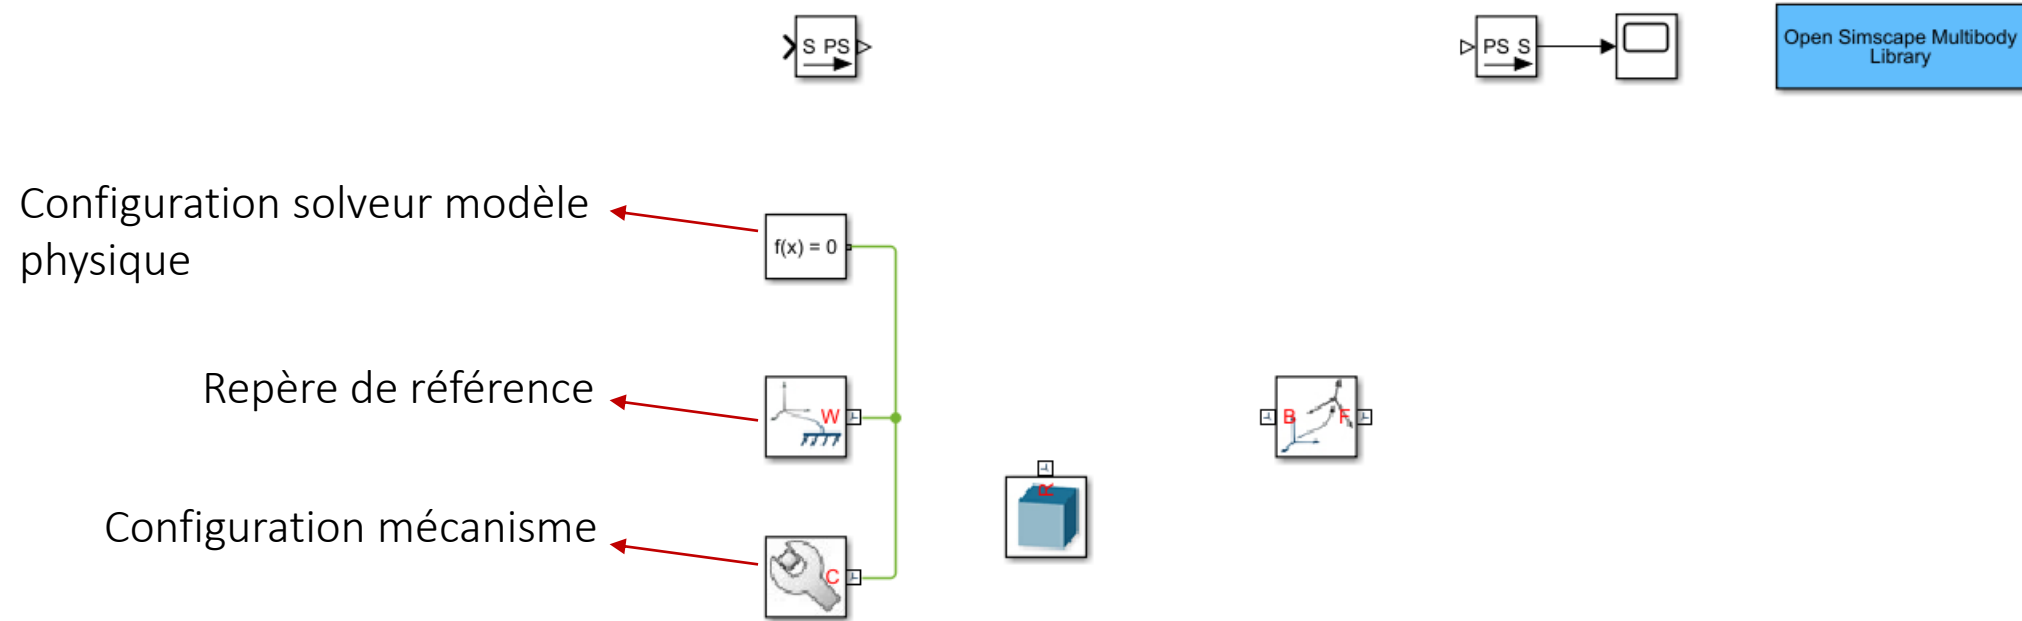 S PS
PS S
Open Simscape Multibody
Library
Configuration solveur modèle
physique
f(x) = 0
Repère de référence
W
B
F
R
Configuration mécanisme
C